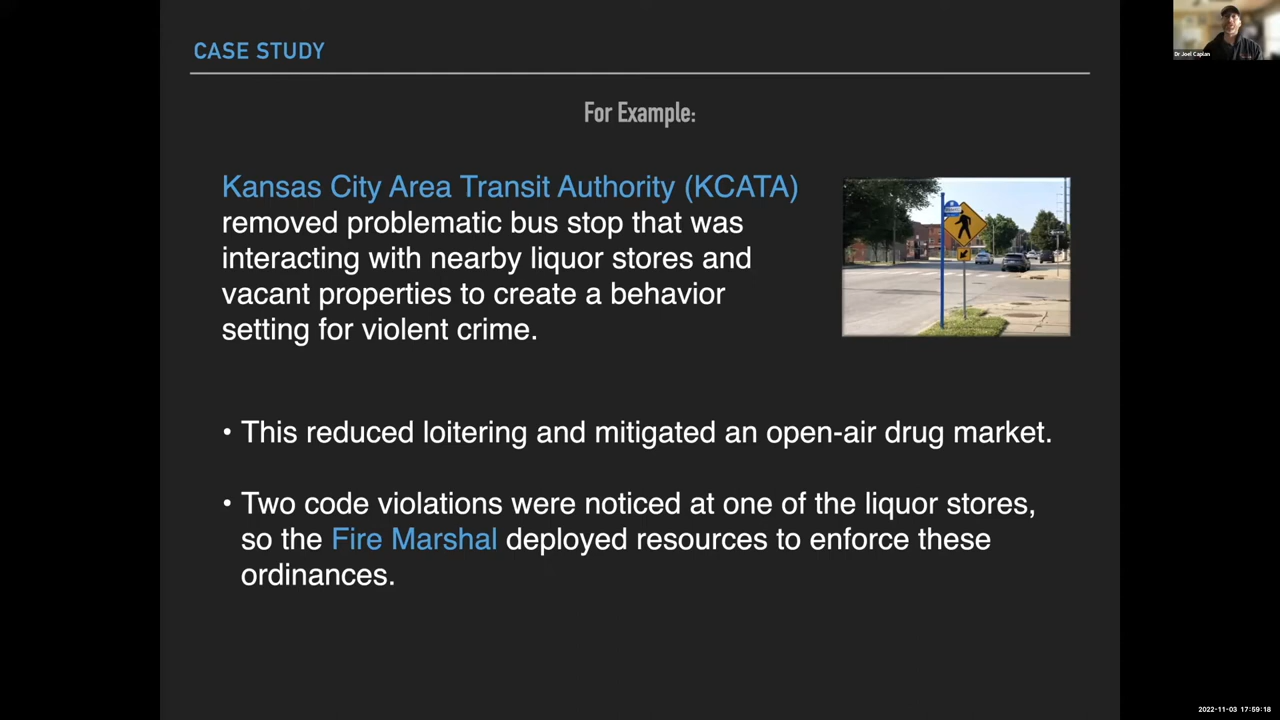 CASE STUDY
Dr Joel Caplan
For Example:
Kansas City Area Transit Authority (KCATA)
removed problematic bus stop that was
interacting with nearby liquor stores and
vacant properties to create a behavior
setting for violent crime.
• This reduced loitering and mitigated an open-air drug market.
• Two code violations were noticed at one of the liquor stores,
so the Fire Marshal deployed resources to enforce these
ordinances.
2022-11-03 17:59:18